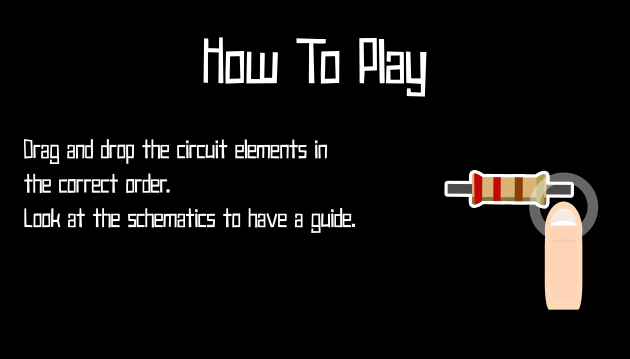 How To Play
Drag and drop the circuit elements in
the correct order.
Look at the schematics to have a guide.